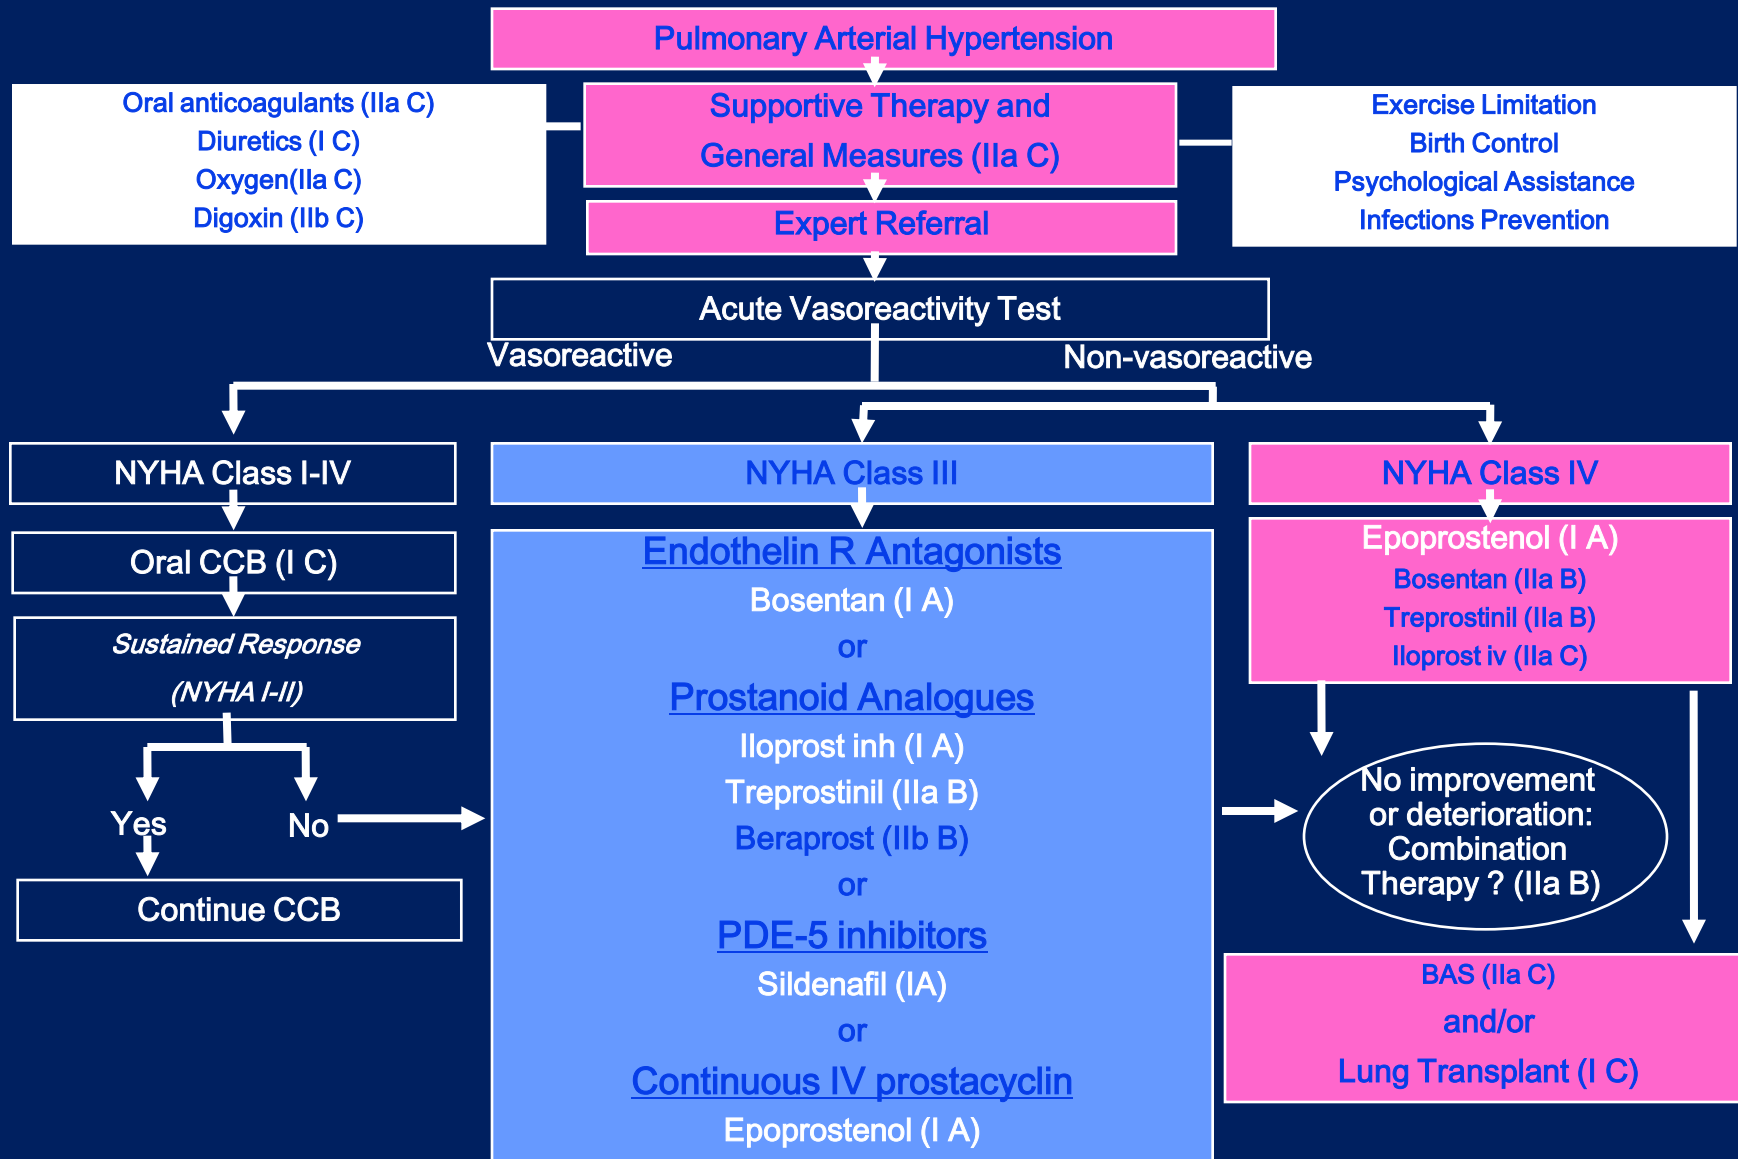 Pulmonary Arterial Hypertension
Oral anticoagulants (IIa C)
Diuretics (I C)
Oxygen(IIa C)
Digoxin (IIb C)
Supportive Therapy and
General Measures (IIa C)
Exercise Limitation
Birth Control
Psychological Assistance
Infections Prevention
Expert Referral
Acute Vasoreactivity Test
Vasoreactive
Non-vasoreactive
NYHA Class I-IV
Oral CCB (I C)
Sustained Response
(NYHA I-II)
Yes
No
Continue CCB
NYHA Class III
Endothelin R Antagonists
Bosentan (I A)
or
Prostanoid Analogues
Iloprost inh (I A)
Treprostinil (IIa B)
Beraprost (IIb B)
or
PDE-5 inhibitors
Sildenafil (IA)
or
Continuous IV prostacyclin
Epoprostenol (I A)
NYHA Class IV
Epoprostenol (I A)
Bosentan (IIa B)
Treprostinil (IIa B)
Iloprost iv (IIa C)
No improvement
or deterioration:
Combination
Therapy ? (IIa B)
BAS (IIa C)
and/or
Lung Transplant (I C)